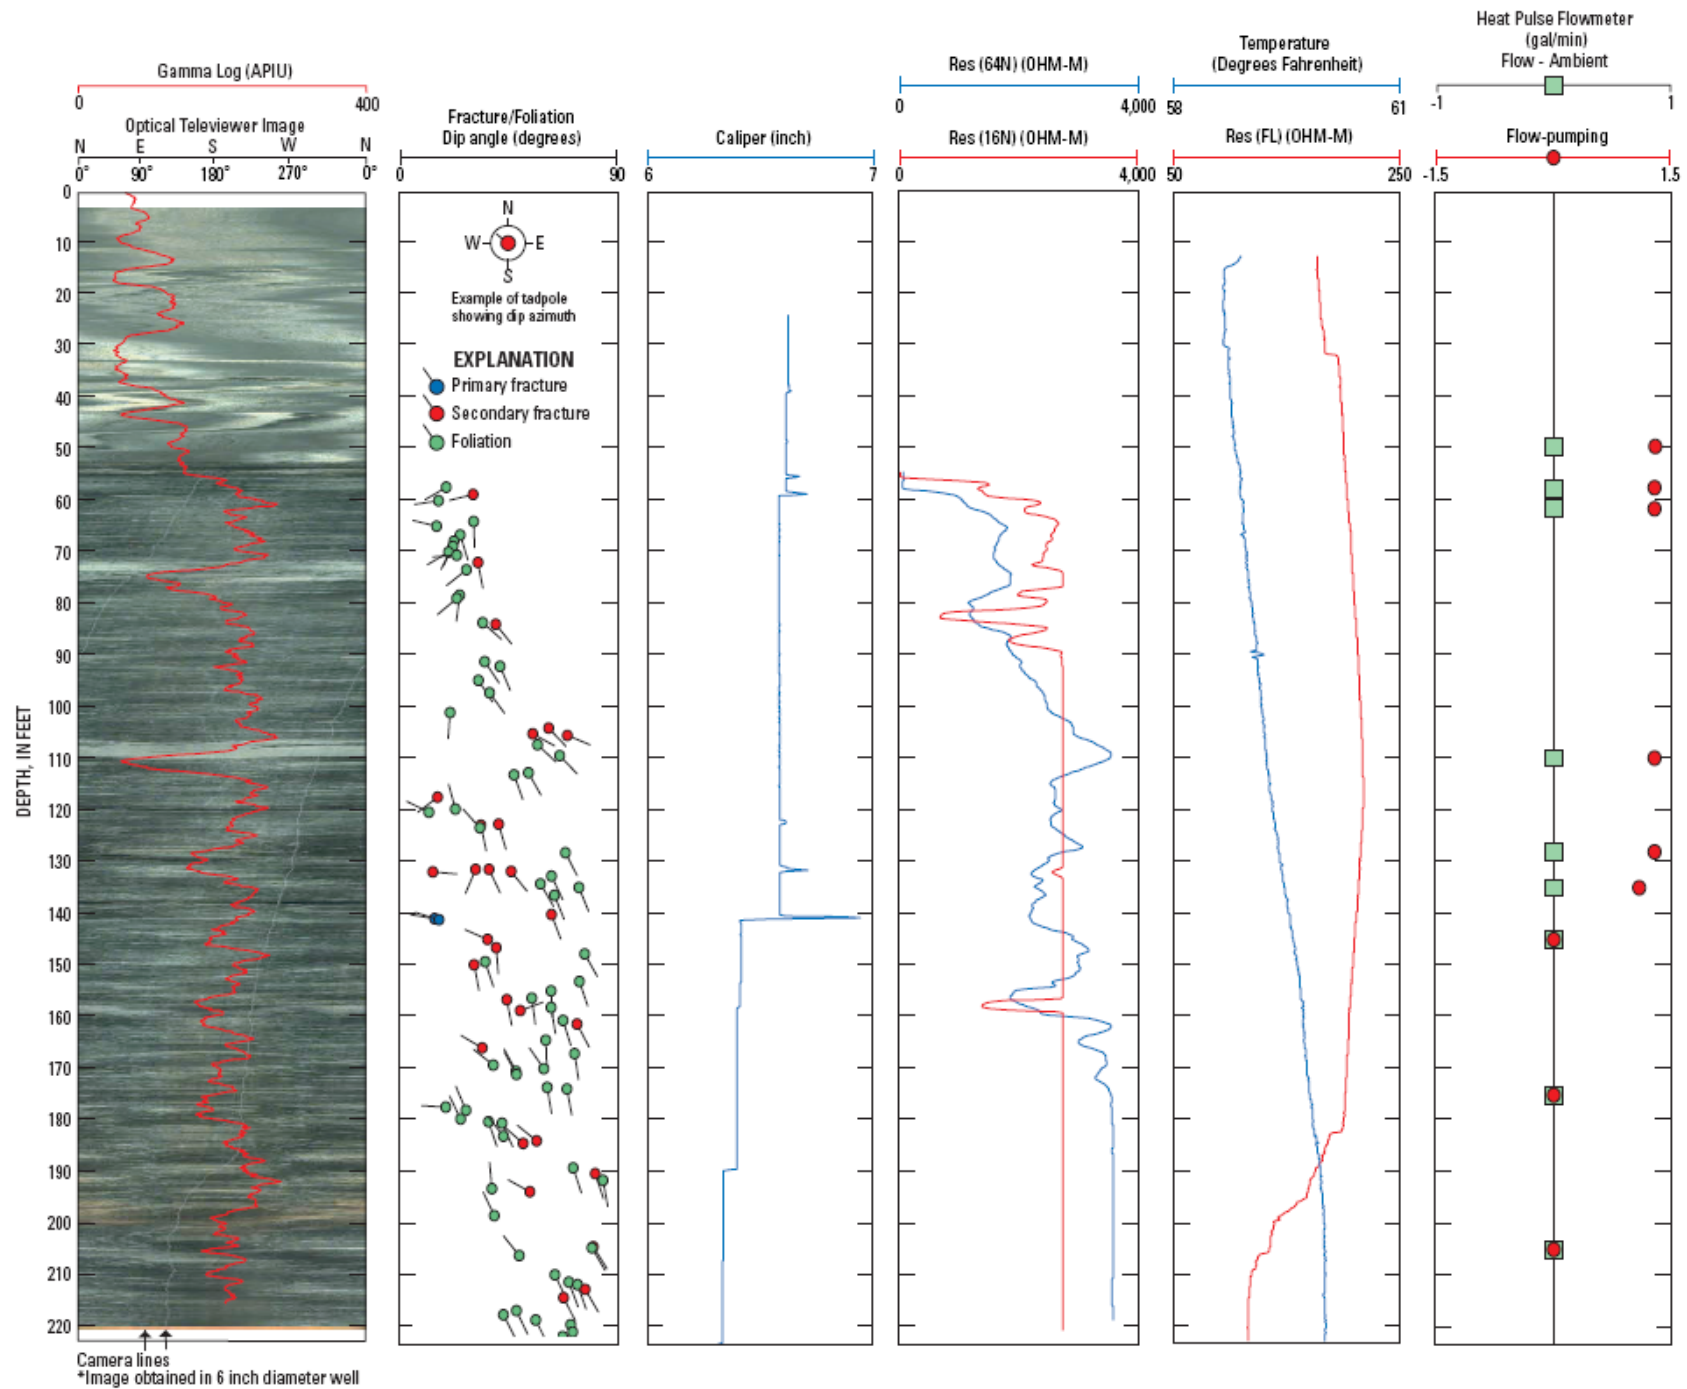 Heat Pulse Flowmeter
(gal/min)
Flow - Ambient
-1 1
Flow-pumping
-1.5 1.5
Temperature
(Degrees Fahrenheit)
58 61
Res (FL) (OHM-M)
50 250
Res (64N) (OHM-M)
0 4,000
Res (16N) (OHM-M)
0 4,000
Caliper (inch)
6 7
Fracture/Foliation
Dip angle (degrees)
0 90
Gamma Log (APIU)
0 400
Optical Televiewer Image
N E S W N
0° 90° 180° 270° 0°
N
W E
S
Example of tadpole
showing dip azimuth
EXPLANATION
Primary fracture
Secondary fracture
Foliation
DEPTH, IN FEET
0
10
20
30
40
50
60
70
80
90
100
110
120
130
140
150
160
170
180
190
200
210
220
Camera lines
*Image obtained in 6 inch diameter well